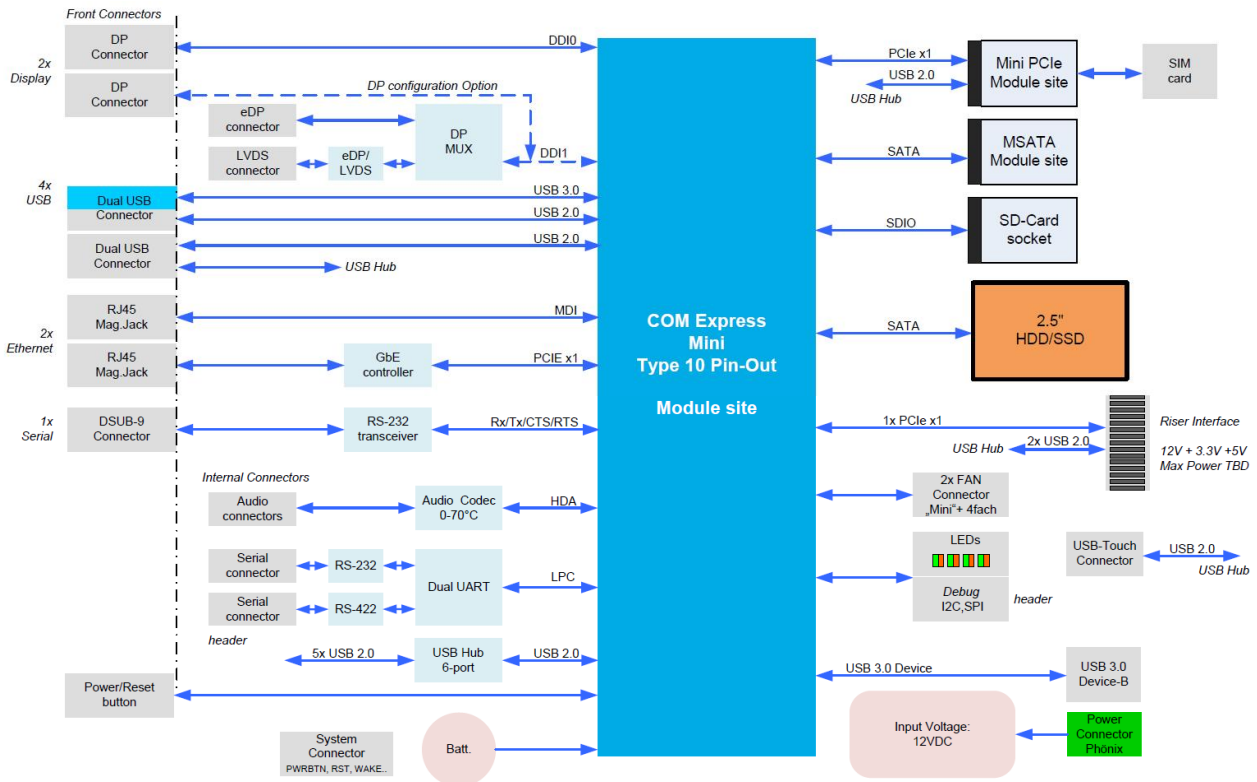 Front Connectors
DP
Connector
DDI0
2x
Display
DP
Connector
DP configuration Option
eDP
connector
DP
MUX
LVDS
connector
eDP/
LVDS
DDI1
4x
USB
Dual USB
Connector
USB 3.0
USB 2.0
Dual USB
Connector
USB 2.0
USB Hub
RJ45
Mag.Jack
MDI
2x
Ethernet
RJ45
Mag.Jack
GbE
controller
PCIE x1
1x
Serial
DSUB-9
Connector
RS-232
transceiver
Rx/Tx/CTS/RTS
Internal Connectors
Audio
connectors
Audio Codec
0-70°C
HDA
Serial
connector
RS-232
Dual UART
LPC
Serial
connector
RS-422
header
5x USB 2.0
USB Hub
6-port
USB 2.0
Power/Reset
button
System
Connector
PWRBTN, RST, WAKE..
Batt.
COM Express
Mini
Type 10 Pin-Out
Module site
PCIe x1
USB 2.0
USB Hub
Mini PCIe
Module site
SIM
card
SATA
MSATA
Module site
SDIO
SD-Card
socket
SATA
2.5"
HDD/SSD
1x PCIe x1
USB Hub
2x USB 2.0
Riser Interface
12V + 3.3V +5V
Max Power TBD
2x FAN
Connector
„Mini“+ 4fach
LEDs
Debug
I2C,SPI
header
USB-Touch
Connector
USB 2.0
USB Hub
USB 3.0 Device
USB 3.0
Device-B
Input Voltage:
12VDC
Power
Connector
Phönix